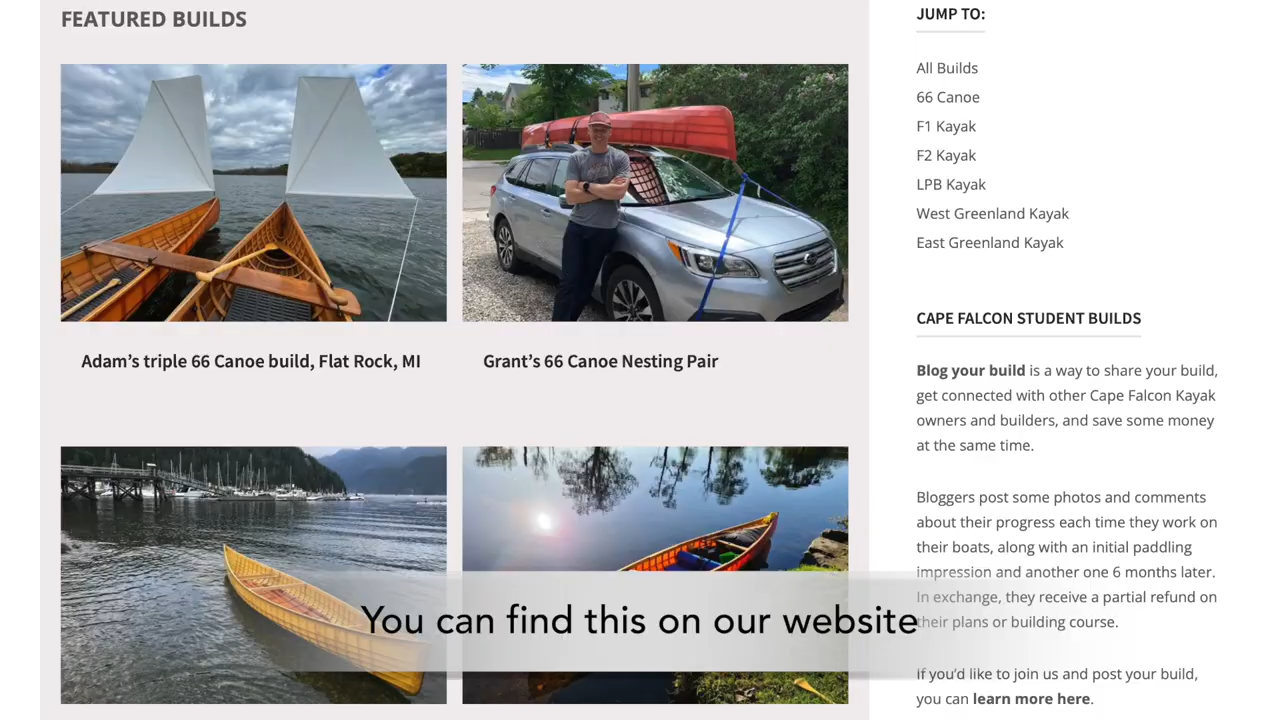 FEATURED BUILDS
Adam’s triple 66 Canoe build, Flat Rock, MI
Grant’s 66 Canoe Nesting Pair
JUMP TO:
All Builds
66 Canoe
F1 Kayak
F2 Kayak
LPB Kayak
West Greenland Kayak
East Greenland Kayak
CAPE FALCON STUDENT BUILDS
Blog your build is a way to share your build,
get connected with other Cape Falcon Kayak
owners and builders, and save some money
at the same time.
Bloggers post some photos and comments
about their progress each time they work on
their boats, along with an initial paddling
impression and another one 6 months later.
In exchange, they receive a partial refund on
their plans or building course.
If you’d like to join us and post your build,
you can learn more here.
You can find this on our website